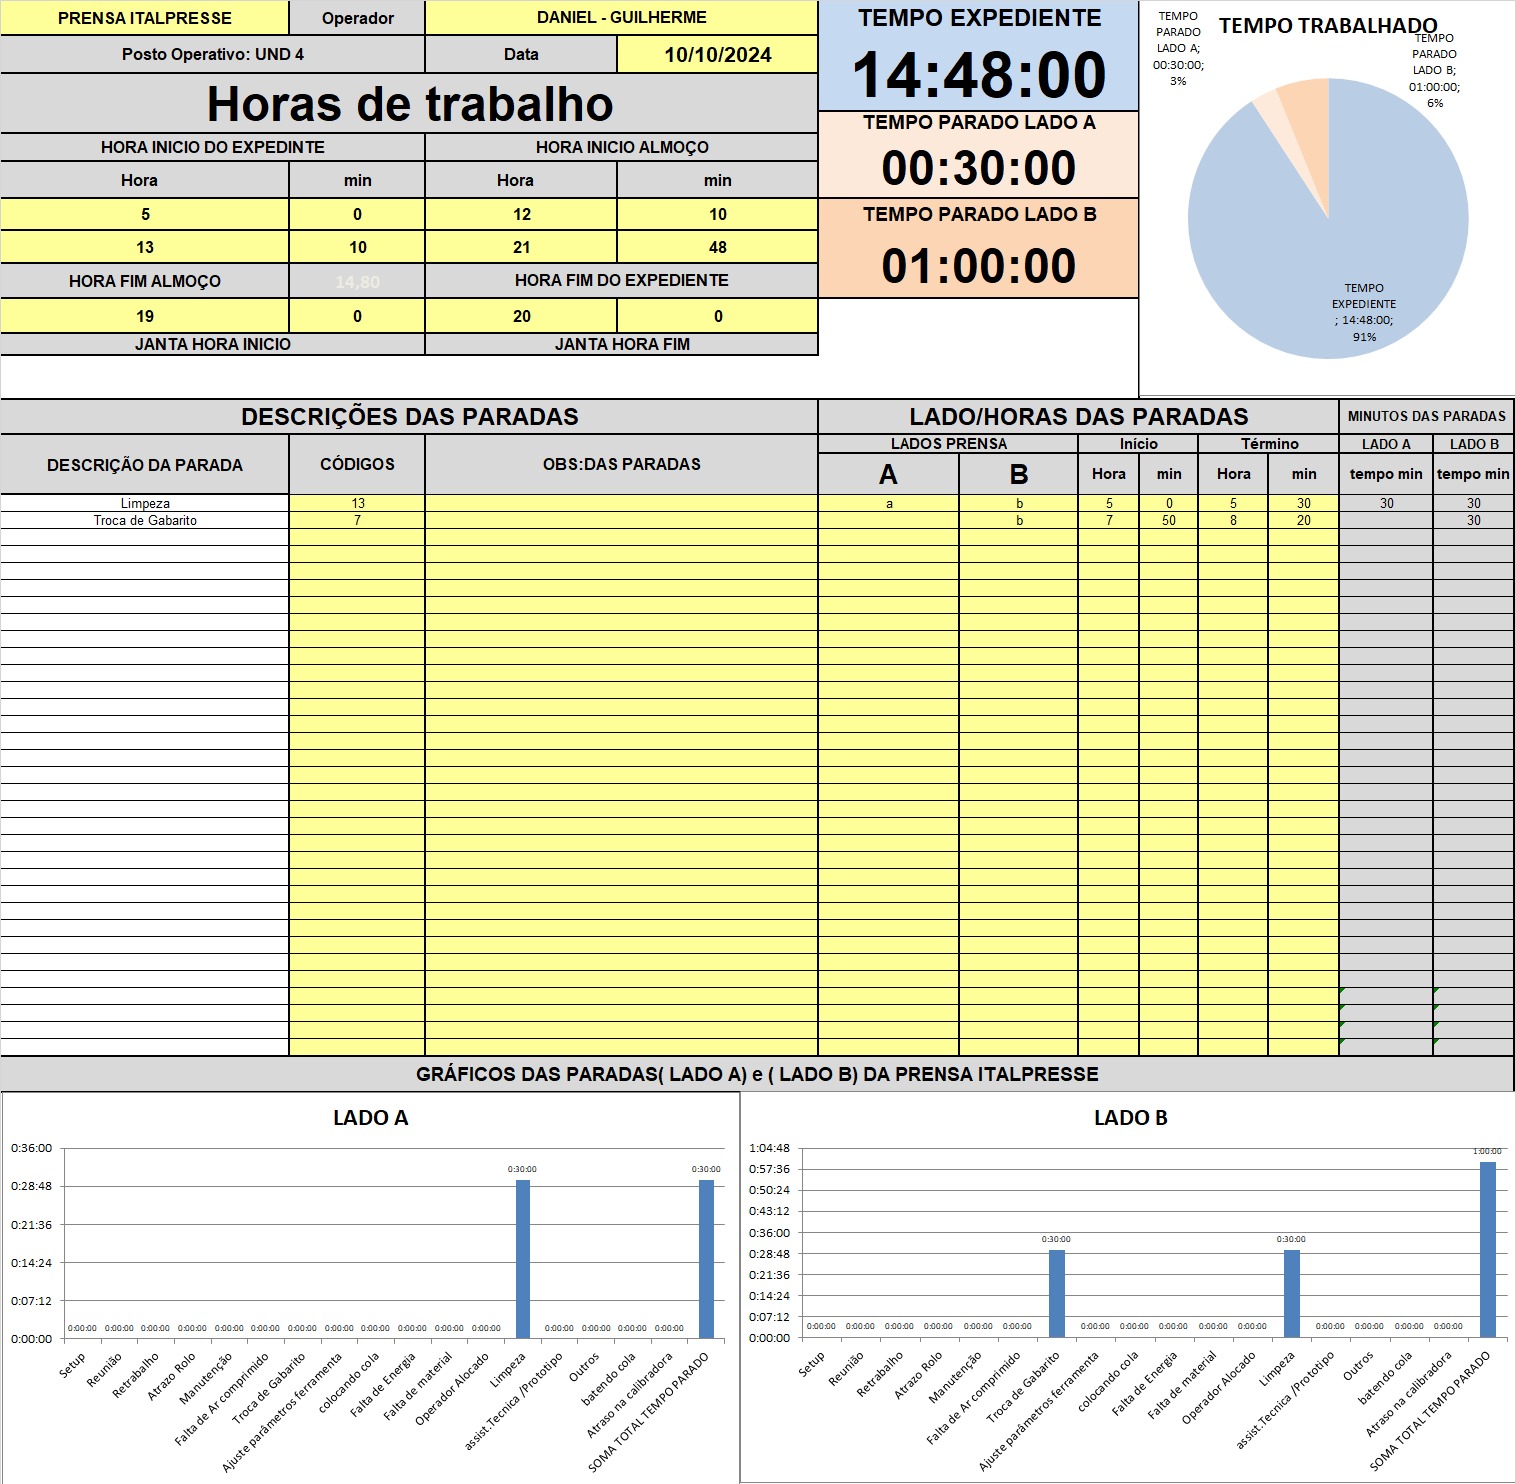 PRENSA ITALPRESSE Operador DANIEL - GUILHERME
Posto Operativo: UND 4 Data 10/10/2024
Horas de trabalho
HORA INICIO DO EXPEDINTE HORA INICIO ALMOÇO
Hora min Hora min
5 0 12 10
13 10 21 48
HORA FIM ALMOÇO 14,80 HORA FIM DO EXPEDIENTE
19 0 20 0
JANTA HORA INICIO JANTA HORA FIM
TEMPO EXPEDIENTE
14:48:00
TEMPO PARADO LADO A
00:30:00
TEMPO PARADO LADO B
01:00:00
TEMPO TRABALHADO
TEMPO
PARADO
LADO A;
00:30:00;
3%
TEMPO
PARADO
LADO B;
01:00:00;
6%
TEMPO
EXPEDIENTE
; 14:48:00;
91%
DESCRIÇÕES DAS PARADAS LADO/HORAS DAS PARADAS MINUTOS DAS PARADAS
LADOS PRENSA Início Término LADO A LADO B
DESCRIÇÃO DA PARADA CÓDIGOS OBS:DAS PARADAS A B Hora min Hora min tempo min tempo min
Limpeza 13 a b 5 0 5 30 30 30
Troca de Gabarito 7 b 7 50 8 20 30
GRÁFICOS DAS PARADAS( LADO A) e ( LADO B) DA PRENSA ITALPRESSE
LADO A
0:36:00
0:28:48
0:21:36
0:14:24
0:07:12
0:00:00
0:00:00 0:00:00 0:00:00 0:00:00 0:00:00 0:00:00 0:00:00 0:00:00 0:00:00 0:00:00 0:00:00 0:00:00 0:30:00 0:00:00 0:00:00 0:00:00 0:00:00 0:30:00
Setup
Reunião
Retrabalho
Atrazo Rolo
Manutenção
Falta de Ar comprimido
Troca de Gabarito
Ajuste parâmetros ferramenta
colocando cola
Falta de Energia
Falta de material
Operador Alocado
Limpeza
assist.Tecnica /Prototipo
Outros
batendo cola
Atraso na calibradora
SOMA TOTAL TEMPO PARADO
LADO B
1:04:48
0:57:36
0:50:24
0:43:12
0:36:00
0:28:48
0:21:36
0:14:24
0:07:12
0:00:00
0:00:00 0:00:00 0:00:00 0:00:00 0:00:00 0:00:00 0:30:00 0:00:00 0:00:00 0:00:00 0:00:00 0:00:00 0:30:00 0:00:00 0:00:00 0:00:00 0:00:00 1:00:00
Setup
Reunião
Retrabalho
Atrazo Rolo
Manutenção
Falta de Ar comprimido
Troca de Gabarito
Ajuste parâmetros ferramenta
colocando cola
Falta de Energia
Falta de material
Operador Alocado
Limpeza
assist.Tecnica /Prototipo
Outros
batendo cola
Atraso na calibradora
SOMA TOTAL TEMPO PARADO